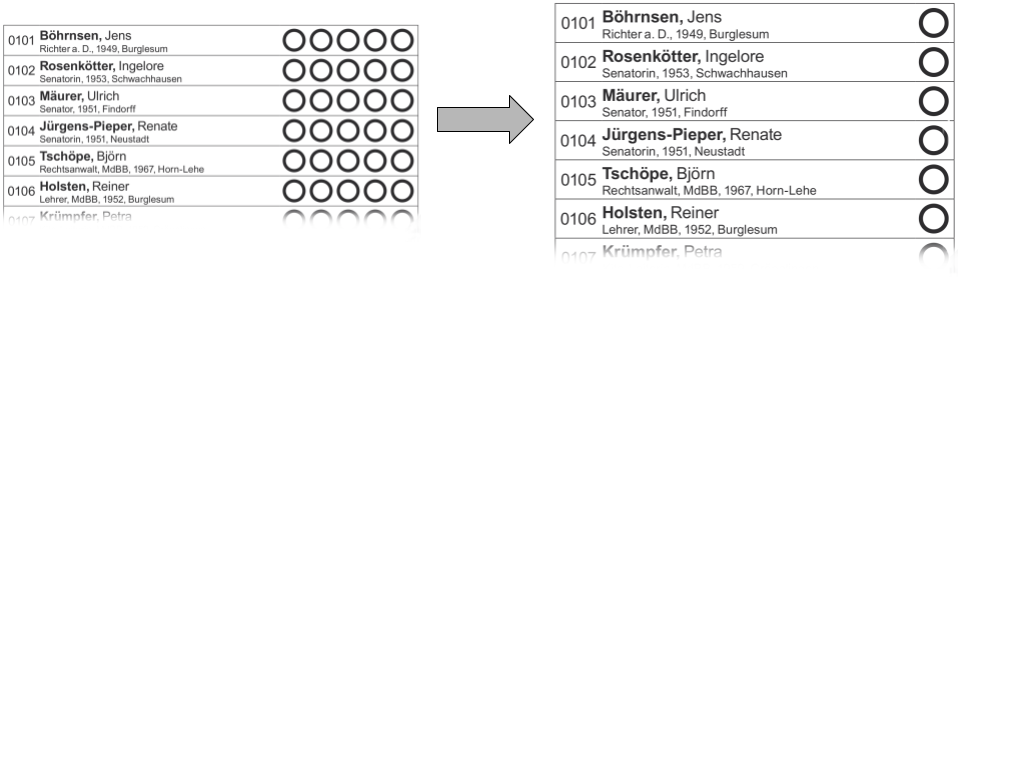 0101 Böhrnsen, Jens
Richter a. D., 1949, Burglesum
0102 Rosenkötter, Ingelore
Senatorin, 1953, Schwachhausen
0103 Mäurer, Ulrich
Senator, 1951, Findorff
0104 Jürgens-Pieper, Renate
Senatorin, 1951, Neustadt
0105 Tschöpe, Björn
Rechtsanwalt, MdBB, 1967, Horn-Lehe
0106 Holsten, Reiner
Lehrer, MdBB, 1952, Burglesum
0107 Krümpfer, Petra
0101 Böhrnsen, Jens
Richter a. D., 1949, Burglesum
0102 Rosenkötter, Ingelore
Senatorin, 1953, Schwachhausen
0103 Mäurer, Ulrich
Senator, 1951, Findorff
0104 Jürgens-Pieper, Renate
Senatorin, 1951, Neustadt
0105 Tschöpe, Björn
Rechtsanwalt, MdBB, 1967, Horn-Lehe
0106 Holsten, Reiner
Lehrer, MdBB, 1952, Burglesum
0107 Krümpfer, Petra